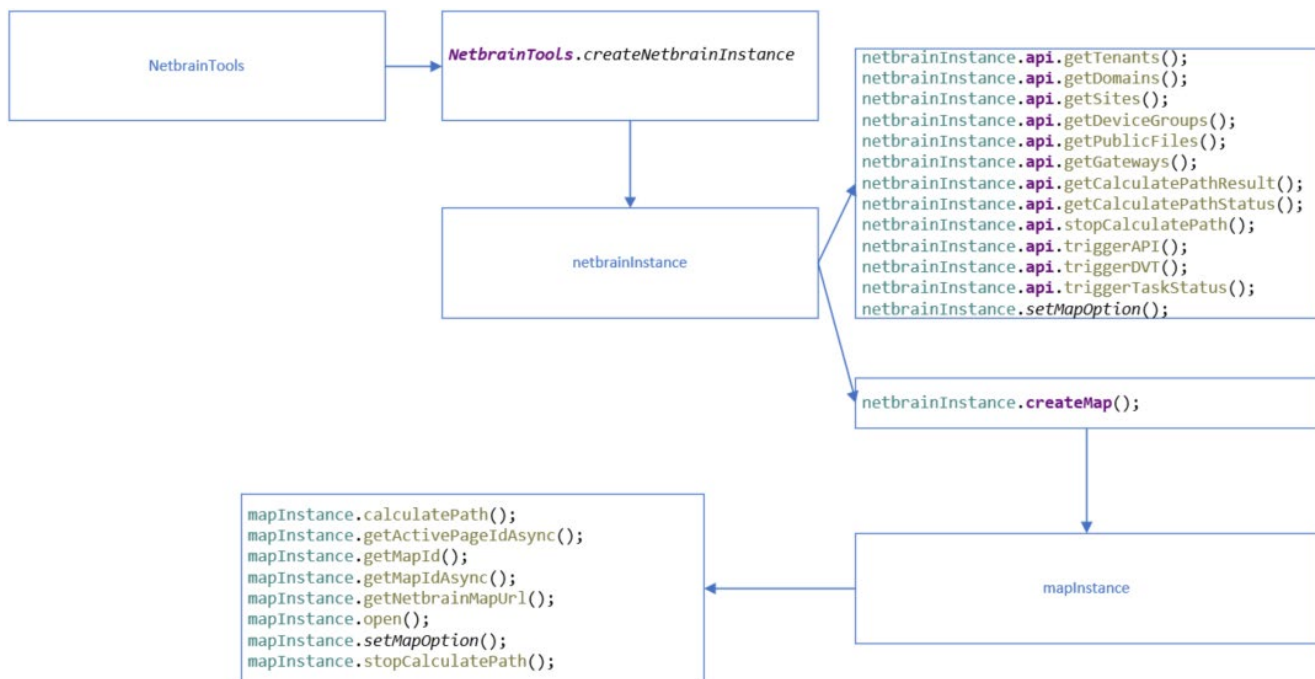 NetbrainTools
NetbrainTools.createNetbrainInstance
netbrainInstance
netbrainInstance.api.getTenants();
netbrainInstance.api.getDomains();
netbrainInstance.api.getSites();
netbrainInstance.api.getDeviceGroups();
netbrainInstance.api.getPublicFiles();
netbrainInstance.api.getGateways();
netbrainInstance.api.getCalculatePathResult();
netbrainInstance.api.getCalculatePathStatus();
netbrainInstance.api.stopCalculatePath();
netbrainInstance.api.triggerAPI();
netbrainInstance.api.triggerDVT();
netbrainInstance.api.triggerTaskStatus();
netbrainInstance.setMapOption();
netbrainInstance.createMap();
mapInstance
mapInstance.calculatePath();
mapInstance.getActivePageIdAsync();
mapInstance.getMapId();
mapInstance.getMapIdAsync();
mapInstance.getNetbrainMapUrl();
mapInstance.open();
mapInstance.setMapOption();
mapInstance.stopCalculatePath();